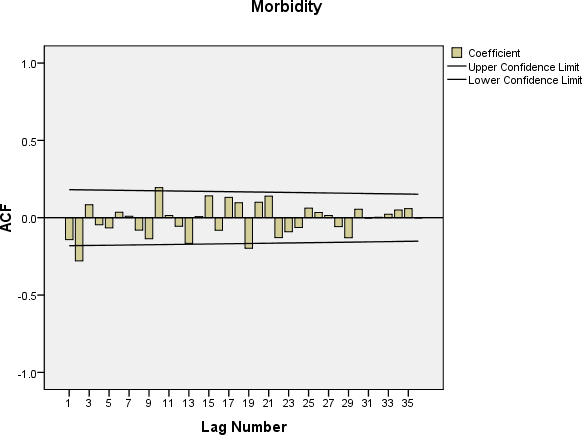 Morbidity
Coefficient
Upper Confidence Limit
Lower Confidence Limit
1.0
0.5
0.0
-0.5
-1.0
ACF
1 3 5 7 9 11 13 15 17 19 21 23 25 27 29 31 33 35
Lag Number